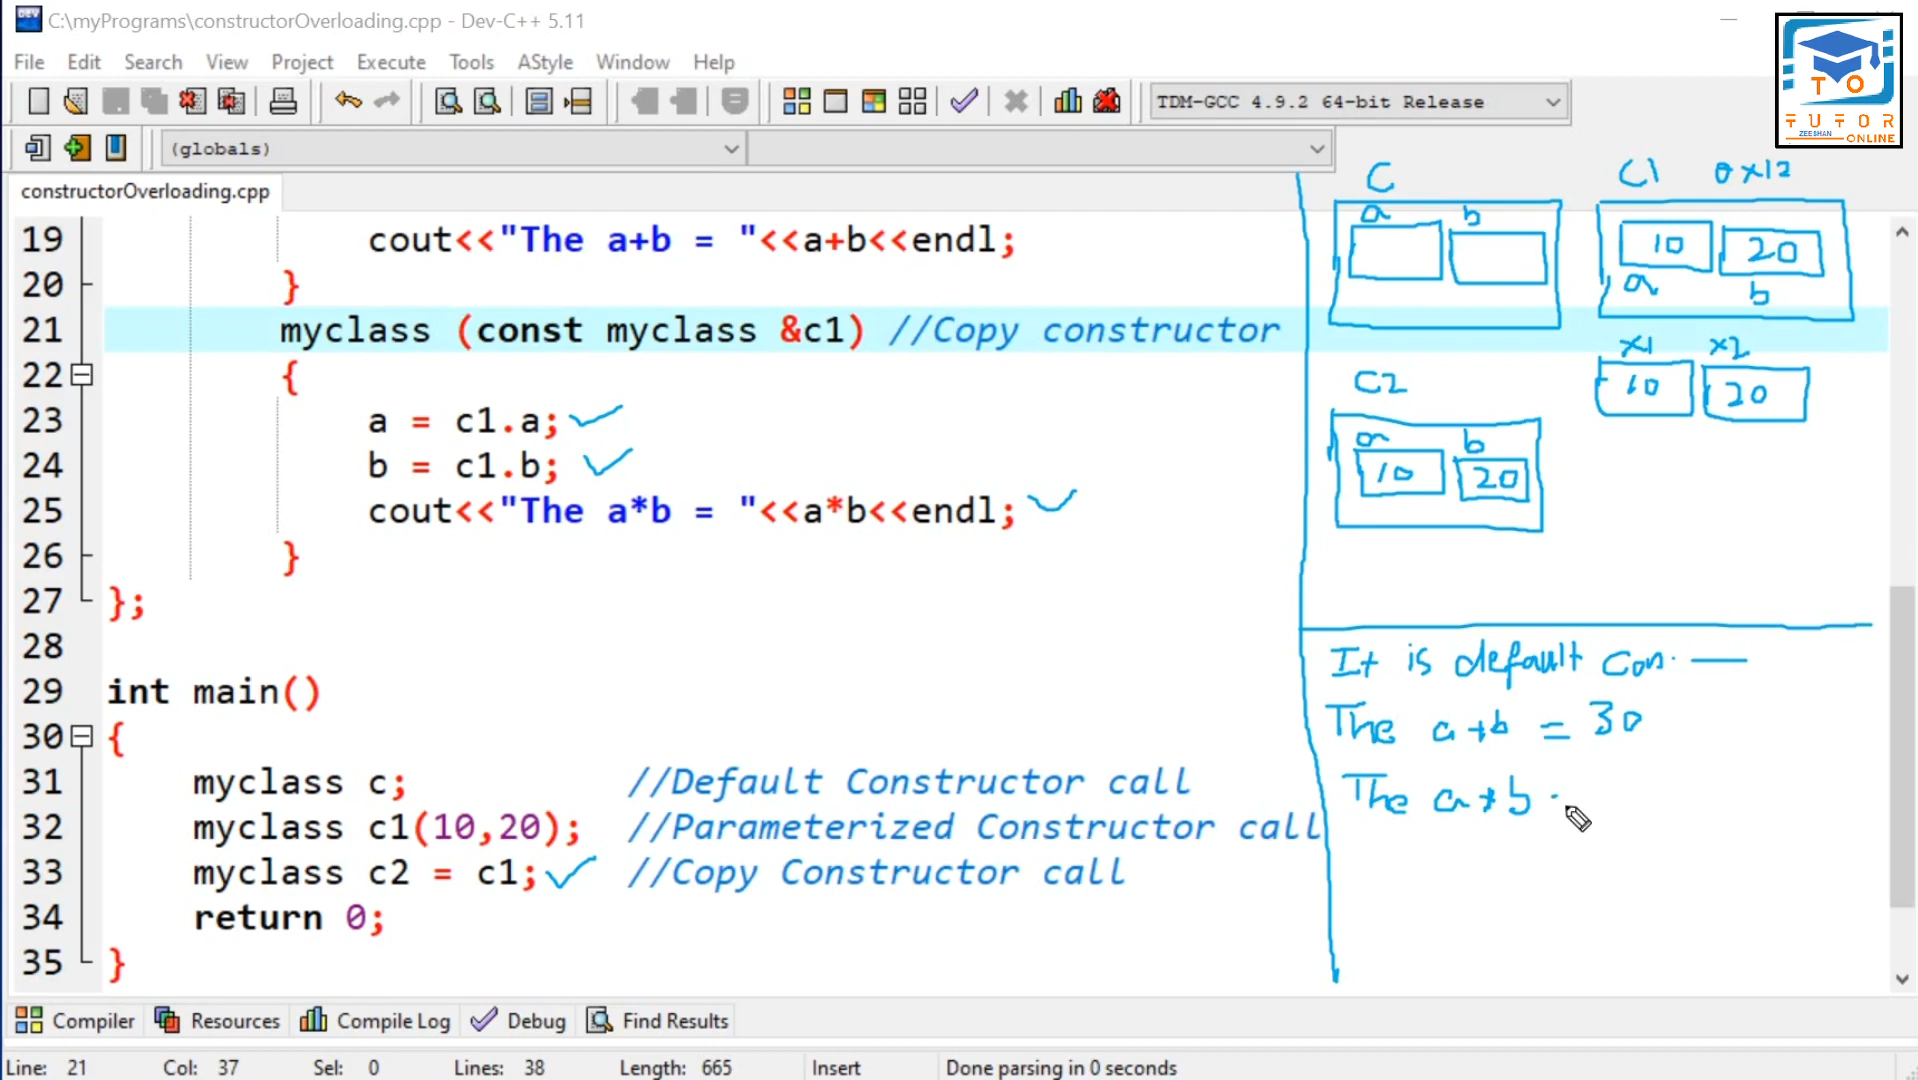 C:\myPrograms\constructorOverloading.cpp - Dev-C++ 5.11
File Edit Search View Project Execute Tools AStyle Window Help
TDM-GCC 4.9.2 64-bit Release
(globals)
TO
TUTOR
ZEESHAN ONLINE
constructorOverloading.cpp
19 cout<<"The a+b = "<<a+b<<endl;
20 }
21 myclass (const myclass &c1) //Copy constructor
22 {
23 a = c1.a;
24 b = c1.b;
25 cout<<"The a*b = "<<a*b<<endl;
26 }
27 };
28
29 int main()
30 {
31 myclass c; //Default Constructor call
32 myclass c1(10,20); //Parameterized Constructor call
33 myclass c2 = c1; //Copy Constructor call
34 return 0;
35 }
C
a b
C1 0x12
10 20
a b
x1 x2
10 20
C2
a b
10 20
It is default Con.
The a+b = 30
The a*b
Compiler Resources Compile Log Debug Find Results
Line: 21 Col: 37 Sel: 0 Lines: 38 Length: 665 Insert Done parsing in 0 seconds